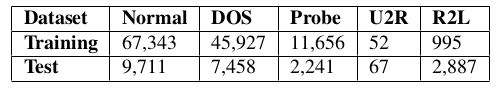 Dataset Normal DOS Probe U2R R2L
Training 67,343 45,927 11,656 52 995
Test 9,711 7,458 2,241 67 2,887